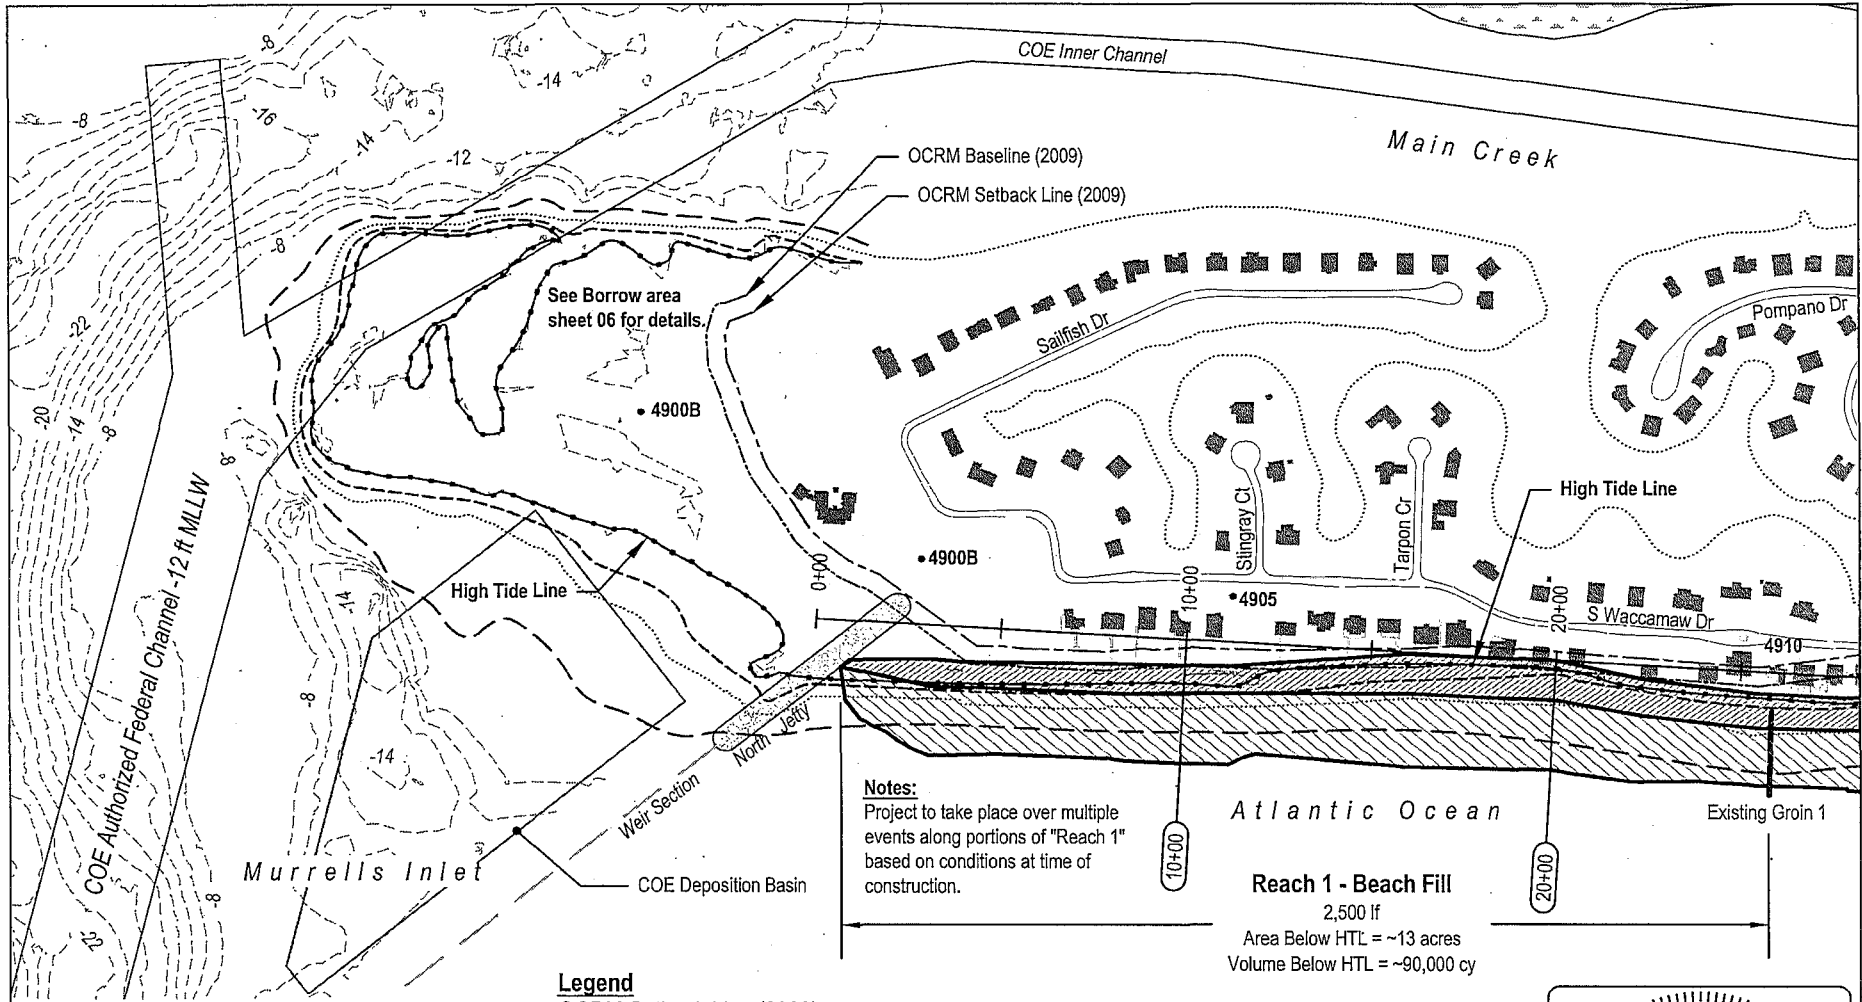 COE Inner Channel
Main Creek
-8
-14
-16
-8
-14
-12
-8
OCRM Baseline (2009)
OCRM Setback Line (2009)
See Borrow area
sheet 06 for details.
Sailfish Dr
Pompano Dr
-22
-20
-14
-8
8
4900B
COE Authorized Federal Channel -12 ft MLLW
High Tide Line
Stingray Ct
Tarpon Cr
0+00
4900B
10+00
4905
20+00
S Waccamaw Dr
4910
High Tide Line
-14
-8
-14
-8
North Jetty
Weir Section
Murrells Inlet
COE Deposition Basin
Notes:
Project to take place over multiple
events along portions of "Reach 1"
based on conditions at time of
construction.
Atlantic Ocean
Existing Groin 1
10+00
20+00
Reach 1 - Beach Fill
2,500 lf
Area Below HTL = ~13 acres
Volume Below HTL = ~90,000 cy
Legend